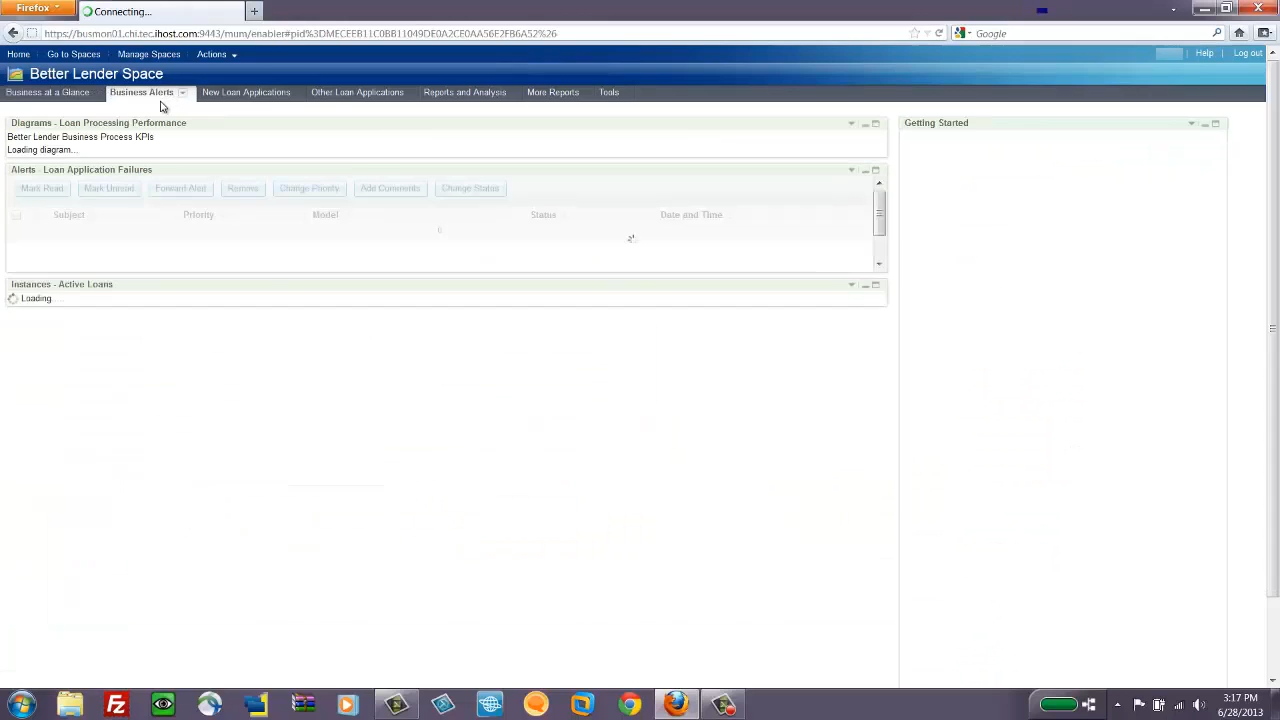 Firefox
Connecting...
https://busmon01.chi.tec.ihost.com:9443/mum/enabler#pid%3DMECEEB11C0BB11049DE0A2CE0AA56E2FB6A52%26
Google
Home Go to Spaces Manage Spaces Actions Help Log out
Better Lender Space
Business at a Glance Business Alerts New Loan Applications Other Loan Applications Reports and Analysis More Reports Tools
Diagrams - Loan Processing Performance
Better Lender Business Process KPIs
Loading diagram...
Getting Started
Alerts - Loan Application Failures
Mark Read Mark Unread Forward Alert Remove Change Priority Add Comments Change Status
Subject Priority Model Status Date and Time
Instances - Active Loans
Loading...
3:17 PM
6/28/2013